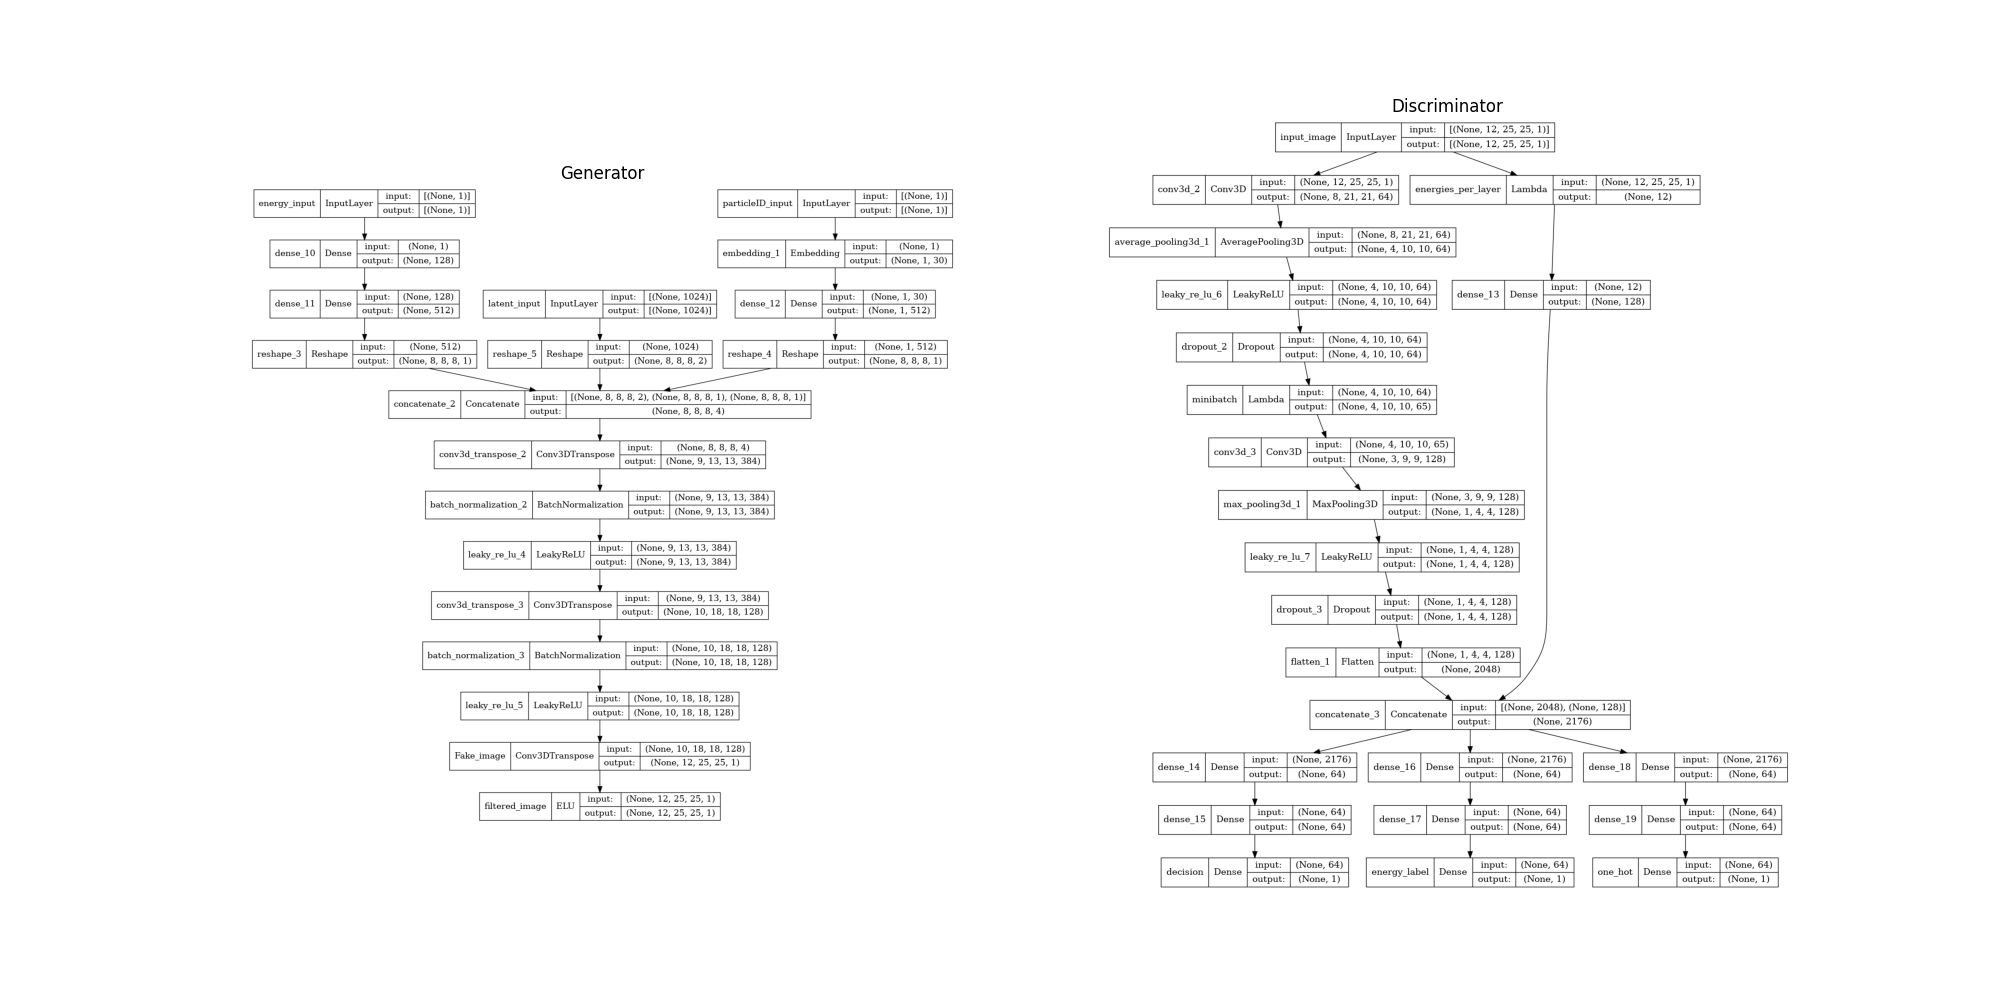 Generator
energy_input InputLayer input: [(None, 1)]
output: [(None, 1)]
particleID_input InputLayer input: [(None, 1)]
output: [(None, 1)]
dense_10 Dense input: (None, 1)
output: (None, 128)
embedding_1 Embedding input: (None, 1)
output: (None, 1, 30)
dense_11 Dense input: (None, 128)
output: (None, 512)
latent_input InputLayer input: [(None, 1024)]
output: [(None, 1024)]
dense_12 Dense input: (None, 1, 30)
output: (None, 1, 512)
reshape_3 Reshape input: (None, 512)
output: (None, 8, 8, 8, 1)
reshape_5 Reshape input: (None, 1024)
output: (None, 8, 8, 8, 2)
reshape_4 Reshape input: (None, 1, 512)
output: (None, 8, 8, 8, 1)
concatenate_2 Concatenate input: [(None, 8, 8, 8, 2), (None, 8, 8, 8, 1), (None, 8, 8, 8, 1)]
output: (None, 8, 8, 8, 4)
conv3d_transpose_2 Conv3DTranspose input: (None, 8, 8, 8, 4)
output: (None, 9, 13, 13, 384)
batch_normalization_2 BatchNormalization input: (None, 9, 13, 13, 384)
output: (None, 9, 13, 13, 384)
leaky_re_lu_4 LeakyReLU input: (None, 9, 13, 13, 384)
output: (None, 9, 13, 13, 384)
conv3d_transpose_3 Conv3DTranspose input: (None, 9, 13, 13, 384)
output: (None, 10, 18, 18, 128)
batch_normalization_3 BatchNormalization input: (None, 10, 18, 18, 128)
output: (None, 10, 18, 18, 128)
leaky_re_lu_5 LeakyReLU input: (None, 10, 18, 18, 128)
output: (None, 10, 18, 18, 128)
Fake_image Conv3DTranspose input: (None, 10, 18, 18, 128)
output: (None, 12, 25, 25, 1)
filtered_image ELU input: (None, 12, 25, 25, 1)
output: (None, 12, 25, 25, 1)
Discriminator
input_image InputLayer input: [(None, 12, 25, 25, 1)]
output: [(None, 12, 25, 25, 1)]
conv3d_2 Conv3D input: (None, 12, 25, 25, 1)
output: (None, 8, 21, 21, 64)
energies_per_layer Lambda input: (None, 12, 25, 25, 1)
output: (None, 12)
average_pooling3d_1 AveragePooling3D input: (None, 8, 21, 21, 64)
output: (None, 4, 10, 10, 64)
leaky_re_lu_6 LeakyReLU input: (None, 4, 10, 10, 64)
output: (None, 4, 10, 10, 64)
dense_13 Dense input: (None, 12)
output: (None, 128)
dropout_2 Dropout input: (None, 4, 10, 10, 64)
output: (None, 4, 10, 10, 64)
minibatch Lambda input: (None, 4, 10, 10, 64)
output: (None, 4, 10, 10, 65)
conv3d_3 Conv3D input: (None, 4, 10, 10, 65)
output: (None, 3, 9, 9, 128)
max_pooling3d_1 MaxPooling3D input: (None, 3, 9, 9, 128)
output: (None, 1, 4, 4, 128)
leaky_re_lu_7 LeakyReLU input: (None, 1, 4, 4, 128)
output: (None, 1, 4, 4, 128)
dropout_3 Dropout input: (None, 1, 4, 4, 128)
output: (None, 1, 4, 4, 128)
flatten_1 Flatten input: (None, 1, 4, 4, 128)
output: (None, 2048)
concatenate_3 Concatenate input: [(None, 2048), (None, 128)]
output: (None, 2176)
dense_14 Dense input: (None, 2176)
output: (None, 64)
dense_16 Dense input: (None, 2176)
output: (None, 64)
dense_18 Dense input: (None, 2176)
output: (None, 64)
dense_15 Dense input: (None, 64)
output: (None, 64)
dense_17 Dense input: (None, 64)
output: (None, 64)
dense_19 Dense input: (None, 64)
output: (None, 64)
decision Dense input: (None, 64)
output: (None, 1)
energy_label Dense input: (None, 64)
output: (None, 1)
one_hot Dense input: (None, 64)
output: (None, 1)